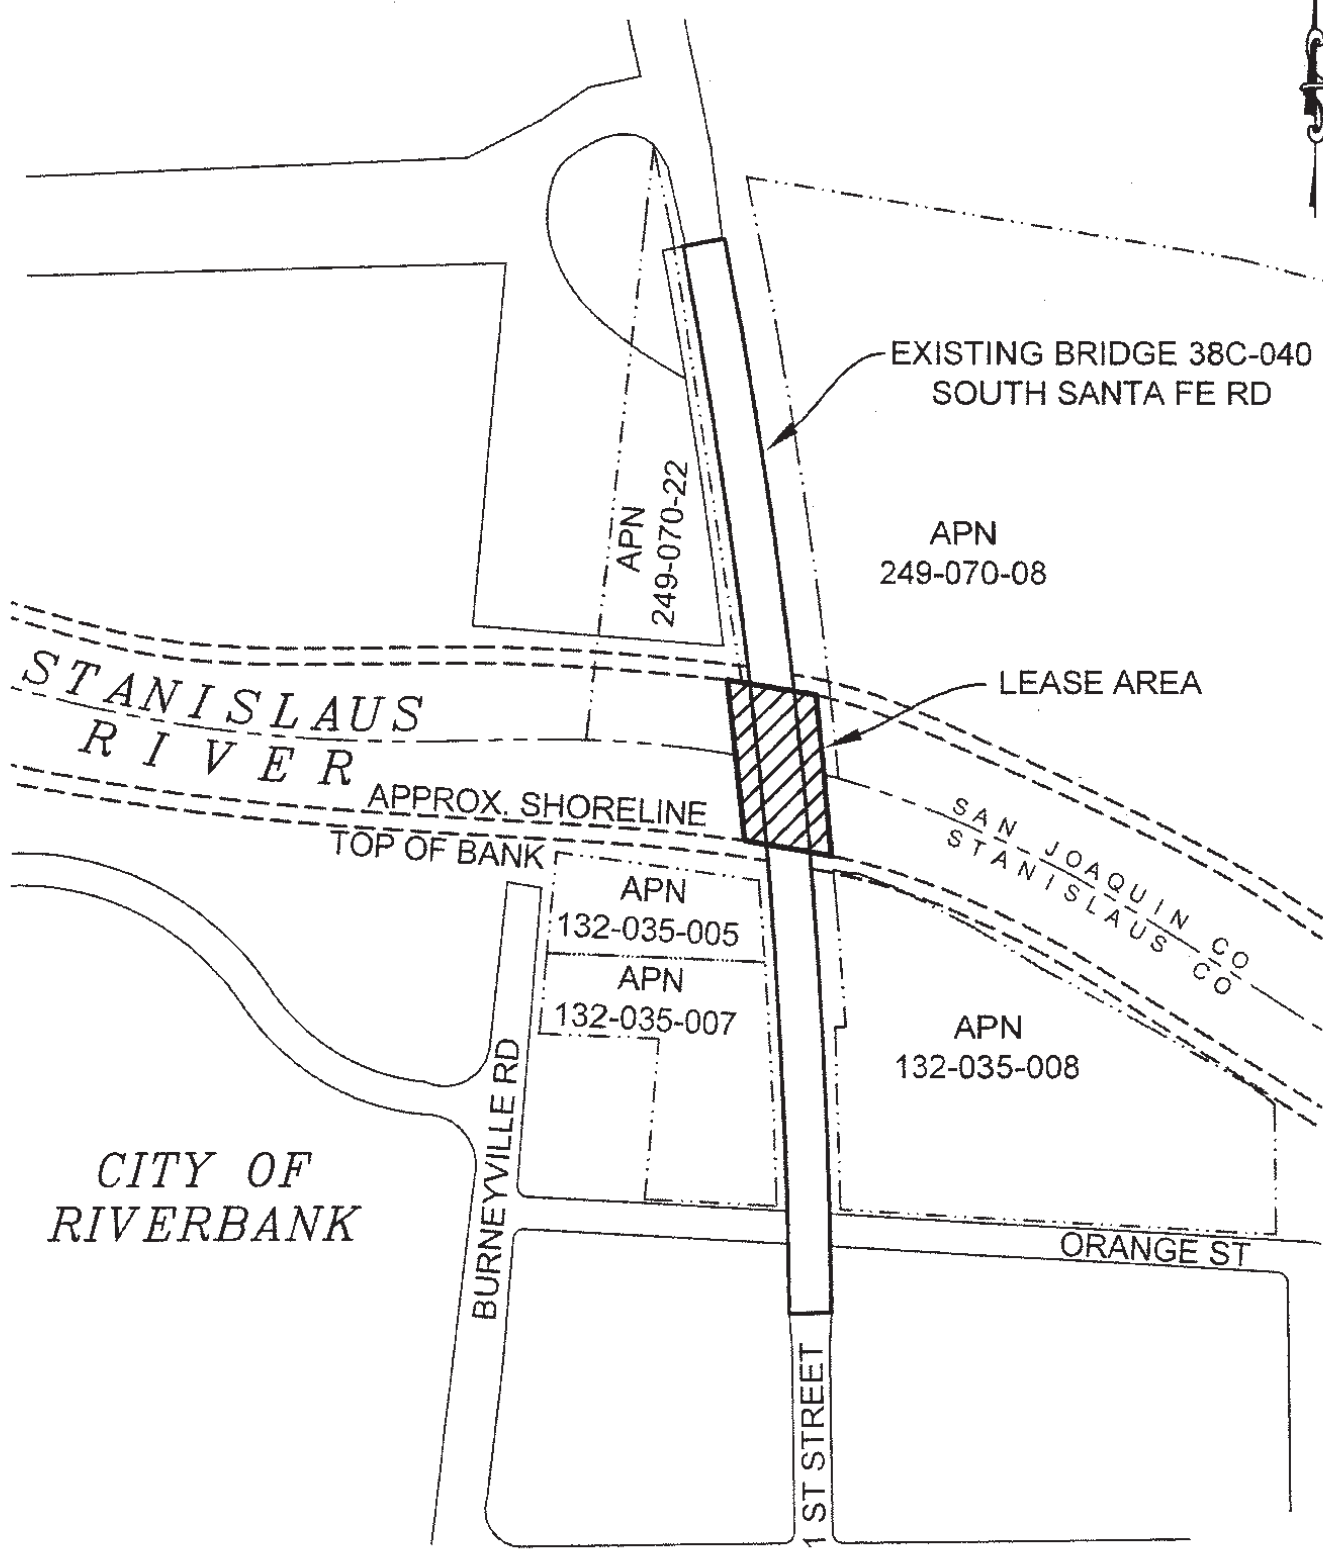 EXISTING BRIDGE 38C-040
SOUTH SANTA FE RD
APN
249-070-22
APN
249-070-08
LEASE AREA
STANISLAUS
RIVER
APPROX. SHORELINE
TOP OF BANK
SAN JOAQUIN CO
STANISLAUS CO
APN
132-035-005
APN
132-035-007
APN
132-035-008
BURNEYVILLE RD
CITY OF
RIVERBANK
ORANGE ST
1 ST STREET